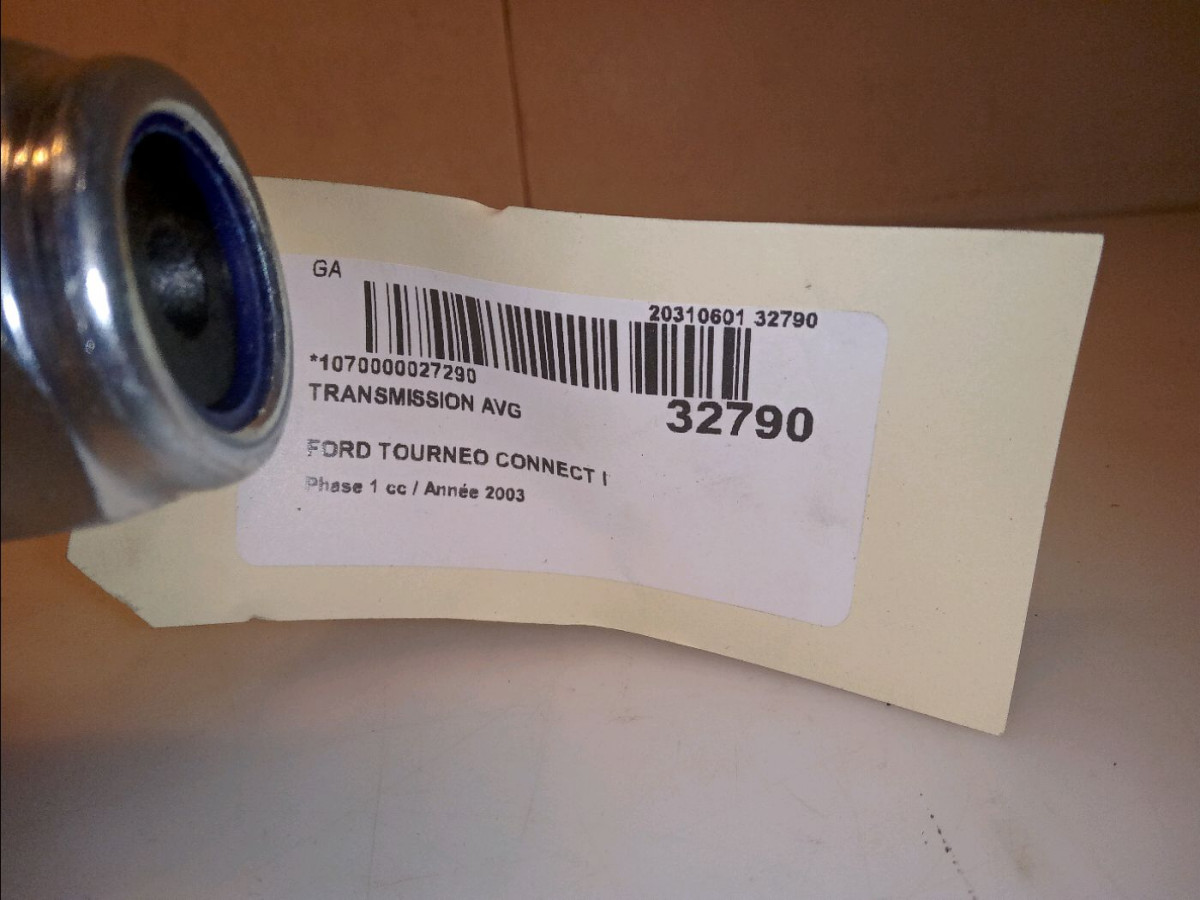 GA
20310601 32790
*1070000027290
32790
TRANSMISSION AVG
FORD TOURNEO CONNECT I
Phase 1 cc / Année 2003